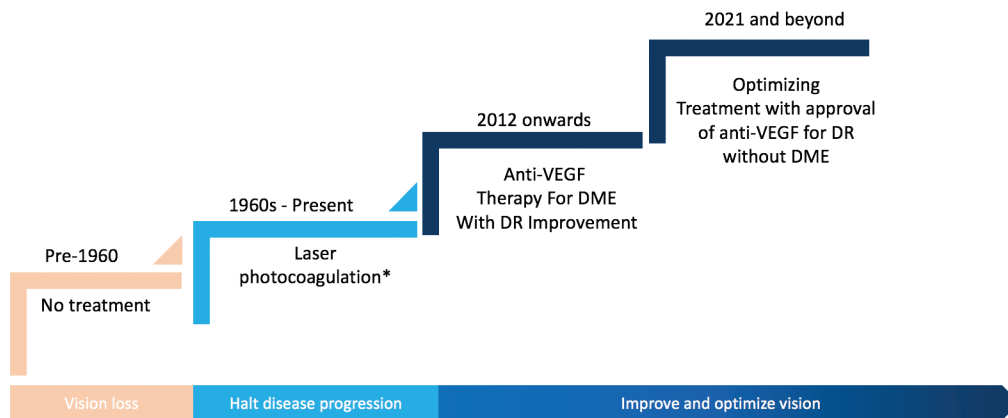 2021 and beyond
Optimizing
Treatment with approval
of anti-VEGF for DR
without DME
2012 onwards
Anti-VEGF
Therapy For DME
With DR Improvement
1960s - Present
Laser
photocoagulation*
Pre-1960
No treatment
Vision loss
Halt disease progression
Improve and optimize vision